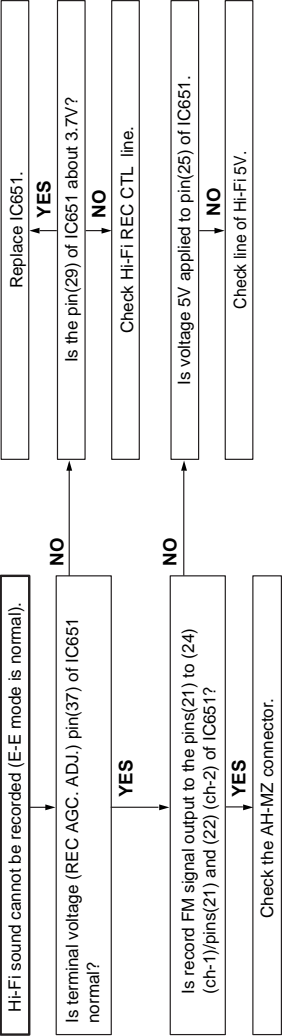 Hi-Fi sound cannot be recorded (E-E mode is normal).
Is terminal voltage (REC AGC. ADJ.) pin(37) of IC651
normal?
NO
Is the pin(29) of IC651 about 3.7V?
YES
Replace IC651.
NO
Check Hi-Fi REC CTL line.
YES
Is record FM signal output to the pins(21) to (24)
(ch-1)/pins(21) and (22) (ch-2) of IC651?
NO
Is voltage 5V applied to pin(25) of IC651.
NO
Check line of Hi-Fi 5V.
YES
Check the AH-MZ connector.